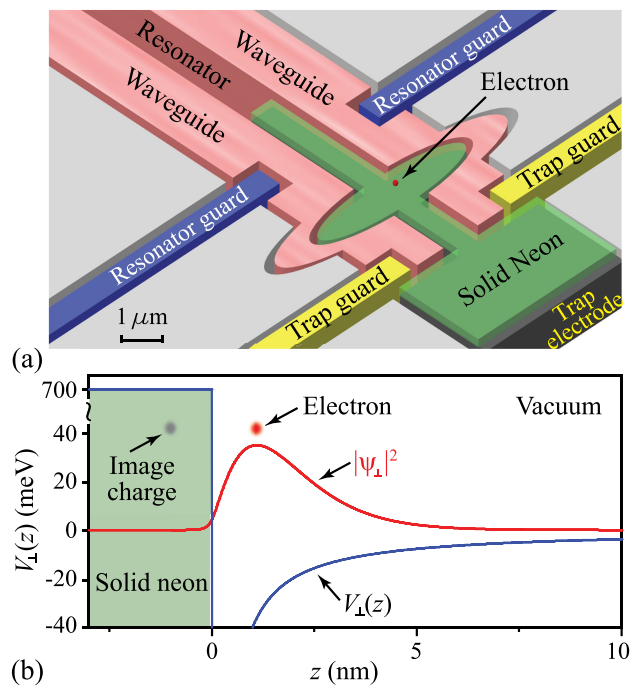 Resonator
Waveguide
Waveguide
Resonator guard
Electron
Resonator guard
Trap guard
Trap guard
Solid Neon
Trap
electrode
1 μm
(a)
700
40
20
0
-20
-40
V⊥(z) (meV)
Electron
Vacuum
Image
charge
|ψ⊥|²
Solid neon
V⊥(z)
0
5
10
z (nm)
(b)